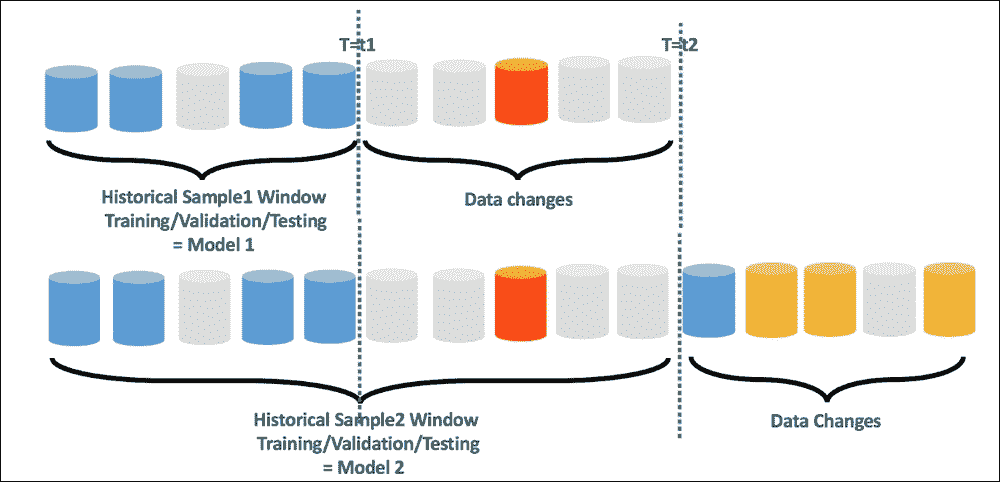 T=t1
T=t2
Historical Sample1 Window
Training/Validation/Testing
= Model 1
Data changes
Historical Sample2 Window
Training/Validation/Testing
= Model 2
Data Changes